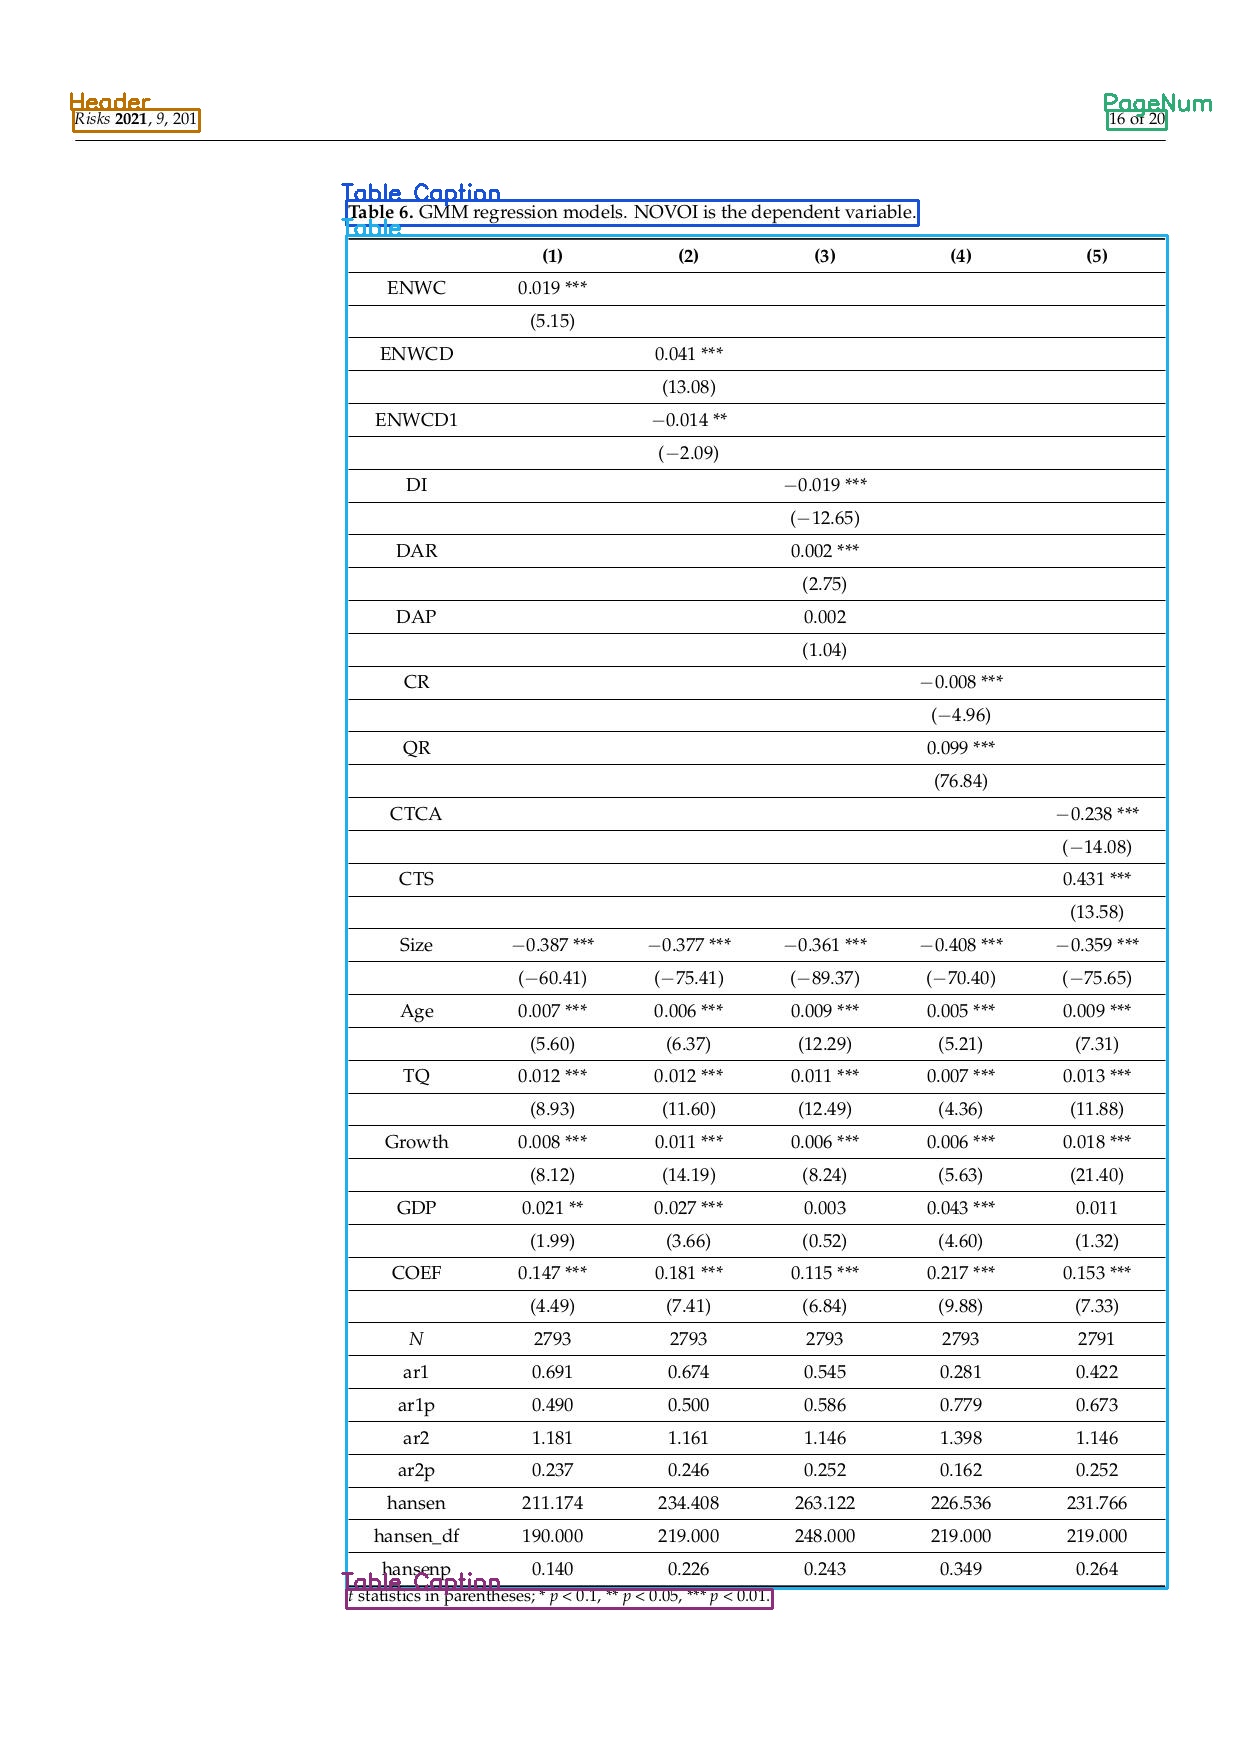 Header
PageNum
Risks 2021, 9, 201 16 of 20
Table Caption
Table 6. GMM regression models. NOVOI is the dependent variable.
Table
(1) (2) (3) (4) (5)
ENWC 0.019 ***
(5.15)
ENWCD 0.041 ***
(13.08)
ENWCD1 −0.014 **
(−2.09)
DI −0.019 ***
(−12.65)
DAR 0.002 ***
(2.75)
DAP 0.002
(1.04)
CR −0.008 ***
(−4.96)
QR 0.099 ***
(76.84)
CTCA −0.238 ***
(−14.08)
CTS 0.431 ***
(13.58)
Size −0.387 *** −0.377 *** −0.361 *** −0.408 *** −0.359 ***
(−60.41) (−75.41) (−89.37) (−70.40) (−75.65)
Age 0.007 *** 0.006 *** 0.009 *** 0.005 *** 0.009 ***
(5.60) (6.37) (12.29) (5.21) (7.31)
TQ 0.012 *** 0.012 *** 0.011 *** 0.007 *** 0.013 ***
(8.93) (11.60) (12.49) (4.36) (11.88)
Growth 0.008 *** 0.011 *** 0.006 *** 0.006 *** 0.018 ***
(8.12) (14.19) (8.24) (5.63) (21.40)
GDP 0.021 ** 0.027 *** 0.003 0.043 *** 0.011
(1.99) (3.66) (0.52) (4.60) (1.32)
COEF 0.147 *** 0.181 *** 0.115 *** 0.217 *** 0.153 ***
(4.49) (7.41) (6.84) (9.88) (7.33)
N 2793 2793 2793 2793 2791
ar1 0.691 0.674 0.545 0.281 0.422
ar1p 0.490 0.500 0.586 0.779 0.673
ar2 1.181 1.161 1.146 1.398 1.146
ar2p 0.237 0.246 0.252 0.162 0.252
hansen 211.174 234.408 263.122 226.536 231.766
hansen_df 190.000 219.000 248.000 219.000 219.000
hansenp 0.140 0.226 0.243 0.349 0.264
Table Caption
t statistics in parentheses; * p < 0.1, ** p < 0.05, *** p < 0.01.